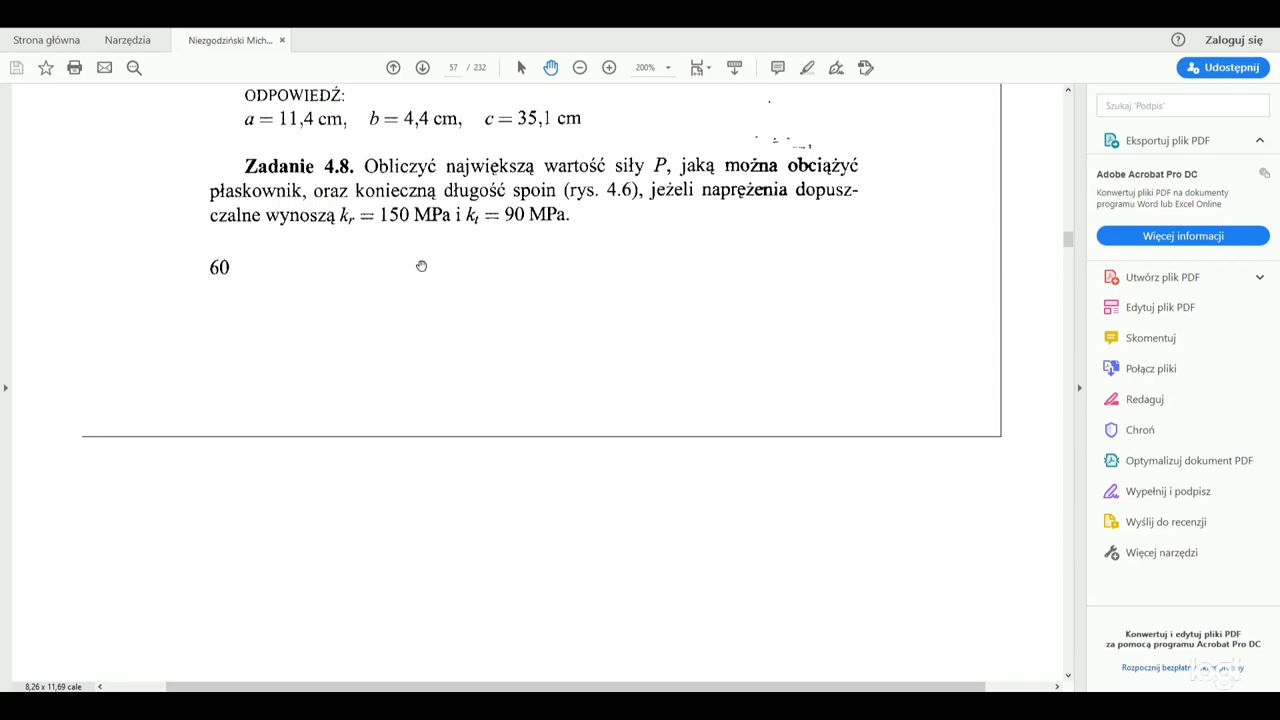 Strona główna
Narzędzia
Niezgodziński Mich...
Zaloguj się
57 / 232
200%
Udostępnij
ODPOWIEDŹ:
a = 11,4 cm, b = 4,4 cm, c = 35,1 cm
Zadanie 4.8. Obliczyć największą wartość siły P, jaką można obciążyć
płaskownik, oraz konieczną długość spoin (rys. 4.6), jeżeli naprężenia dopusz-
czalne wynoszą kr = 150 MPa i kt = 90 MPa.
60
8,26 x 11,69 cale
Szukaj 'Podpis'
Eksportuj plik PDF
Adobe Acrobat Pro DC
Konwertuj pliki PDF na dokumenty
programu Word lub Excel Online
Więcej informacji
Utwórz plik PDF
Edytuj plik PDF
Skomentuj
Połącz pliki
Redaguj
Chroń
Optymalizuj dokument PDF
Wypełnij i podpisz
Wyślij do recenzji
Więcej narzędzi
Konwertuj i edytuj pliki PDF
za pomocą programu Acrobat Pro DC
Rozpocznij
logi